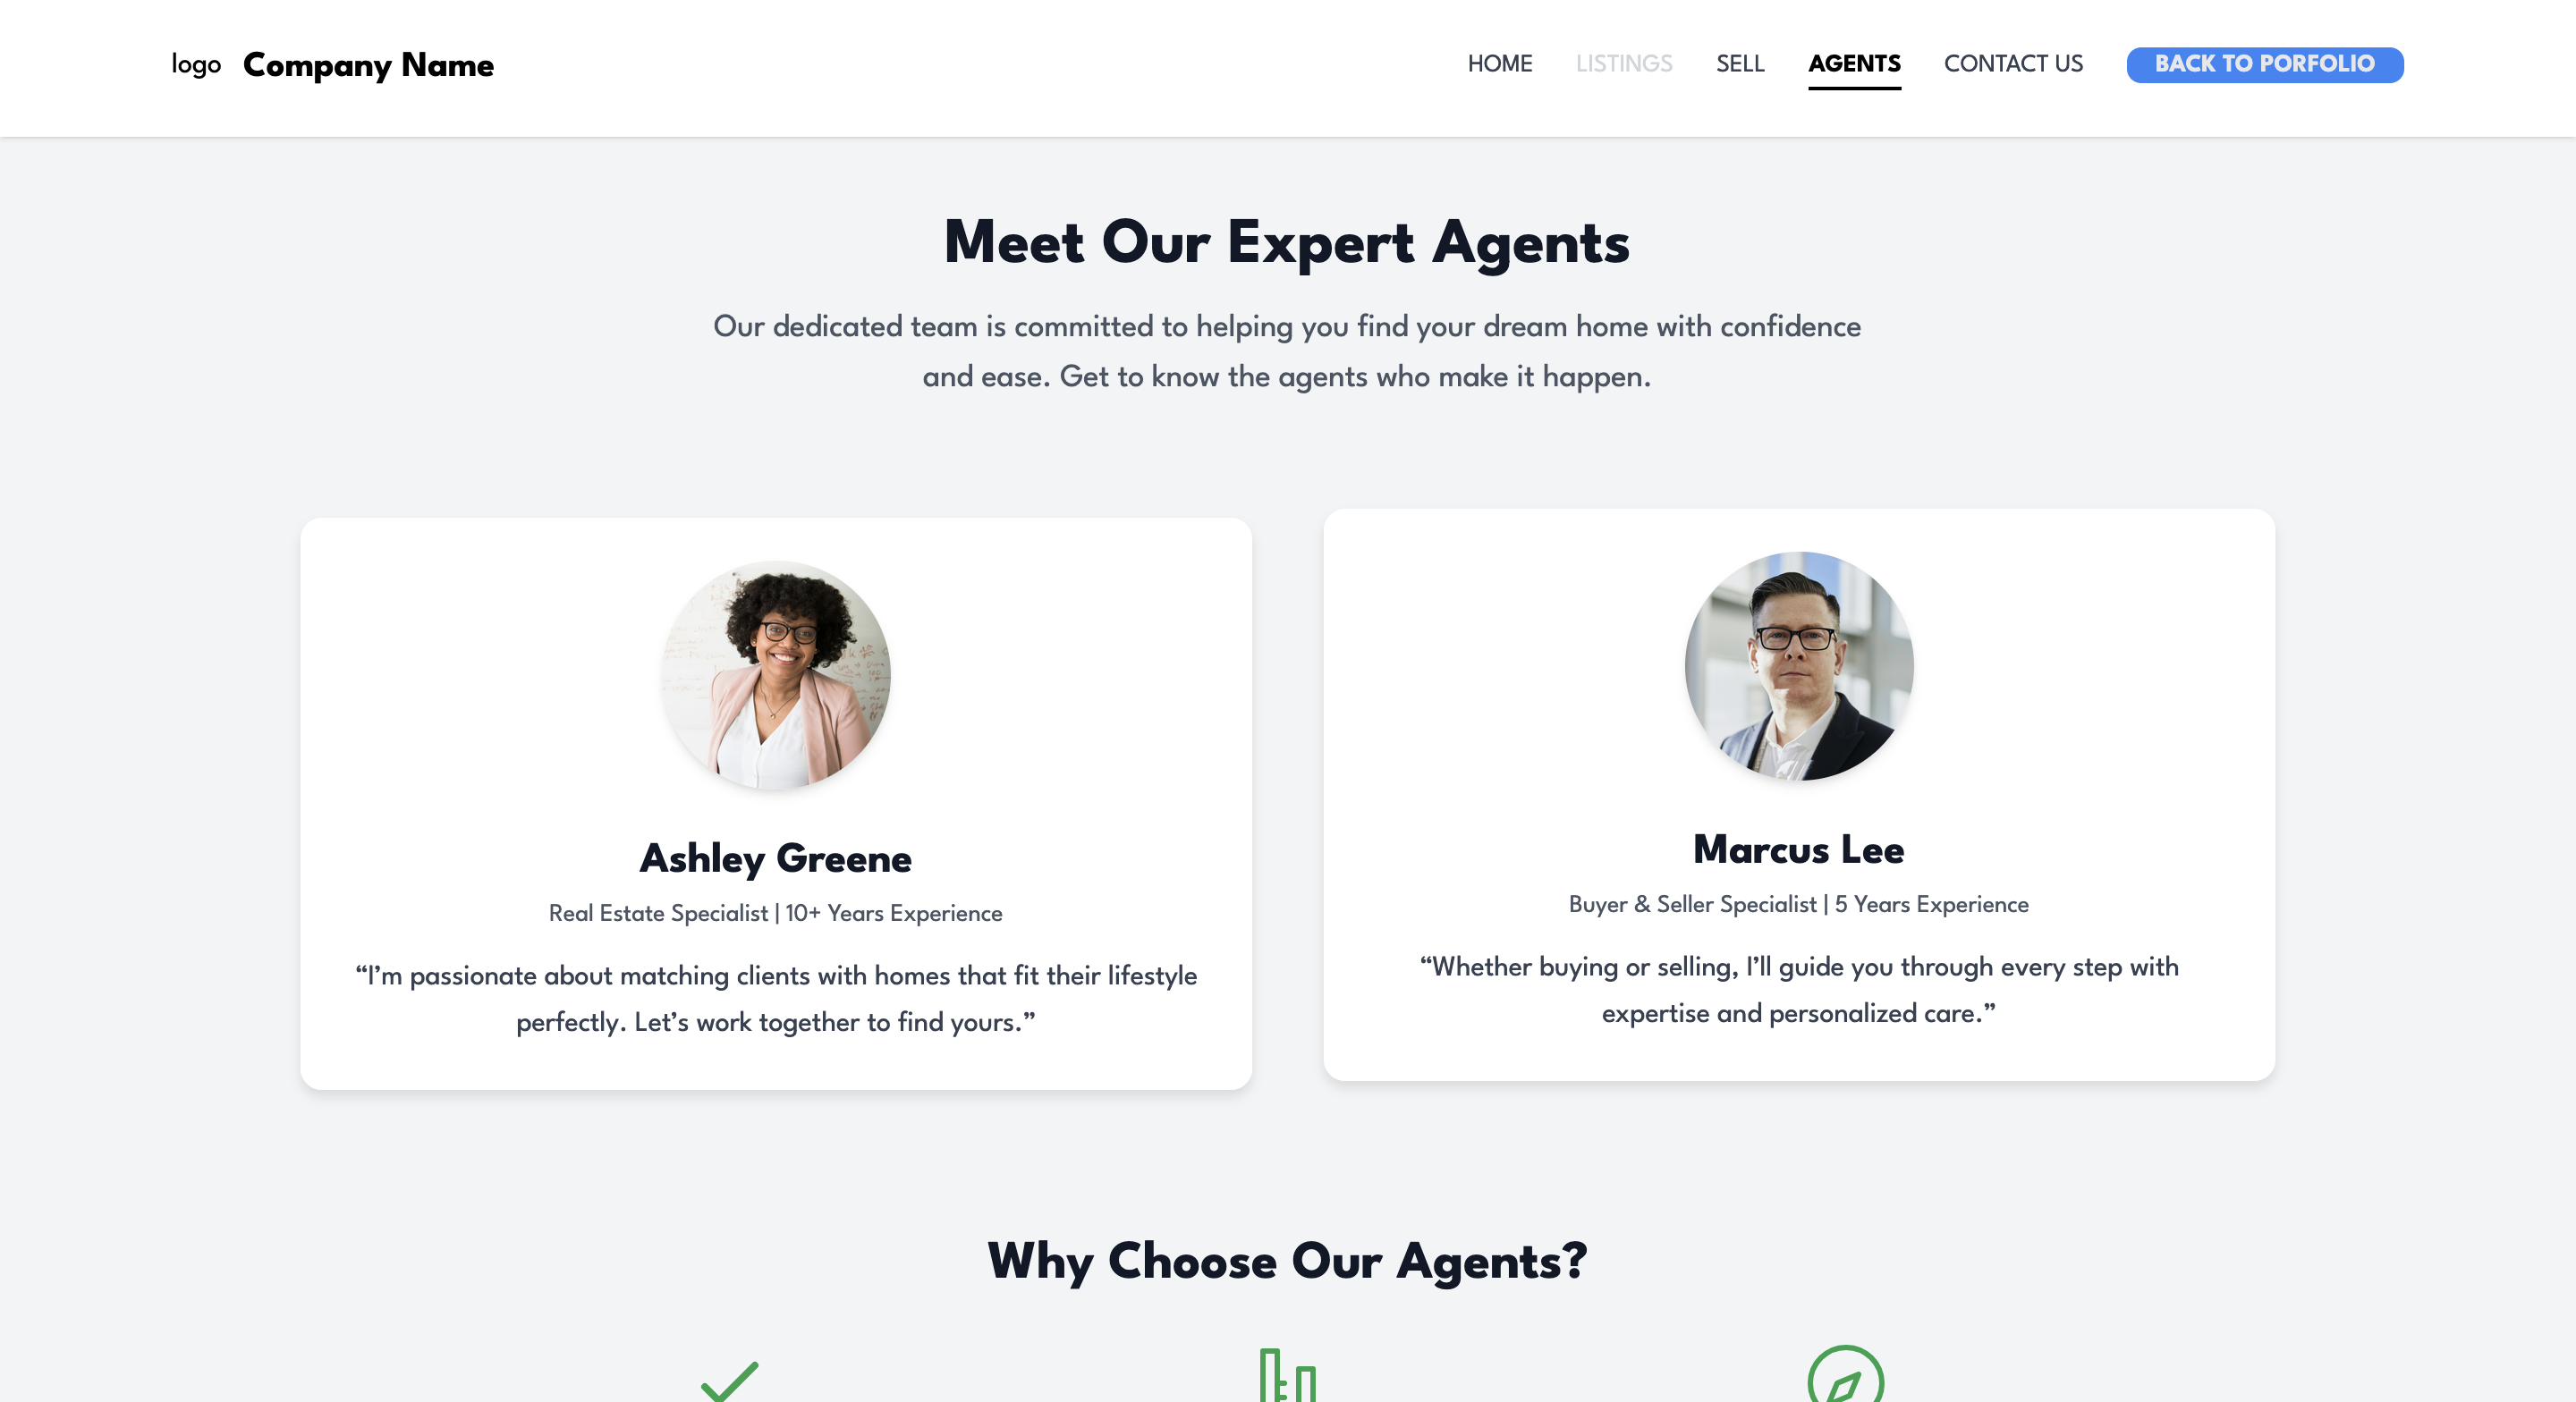 logo Company Name
HOME LISTINGS SELL AGENTS CONTACT US BACK TO PORFOLIO
Meet Our Expert Agents
Our dedicated team is committed to helping you find your dream home with confidence
and ease. Get to know the agents who make it happen.
Ashley Greene
Real Estate Specialist | 10+ Years Experience
“I’m passionate about matching clients with homes that fit their lifestyle
perfectly. Let’s work together to find yours.”
Marcus Lee
Buyer & Seller Specialist | 5 Years Experience
“Whether buying or selling, I’ll guide you through every step with
expertise and personalized care.”
Why Choose Our Agents?